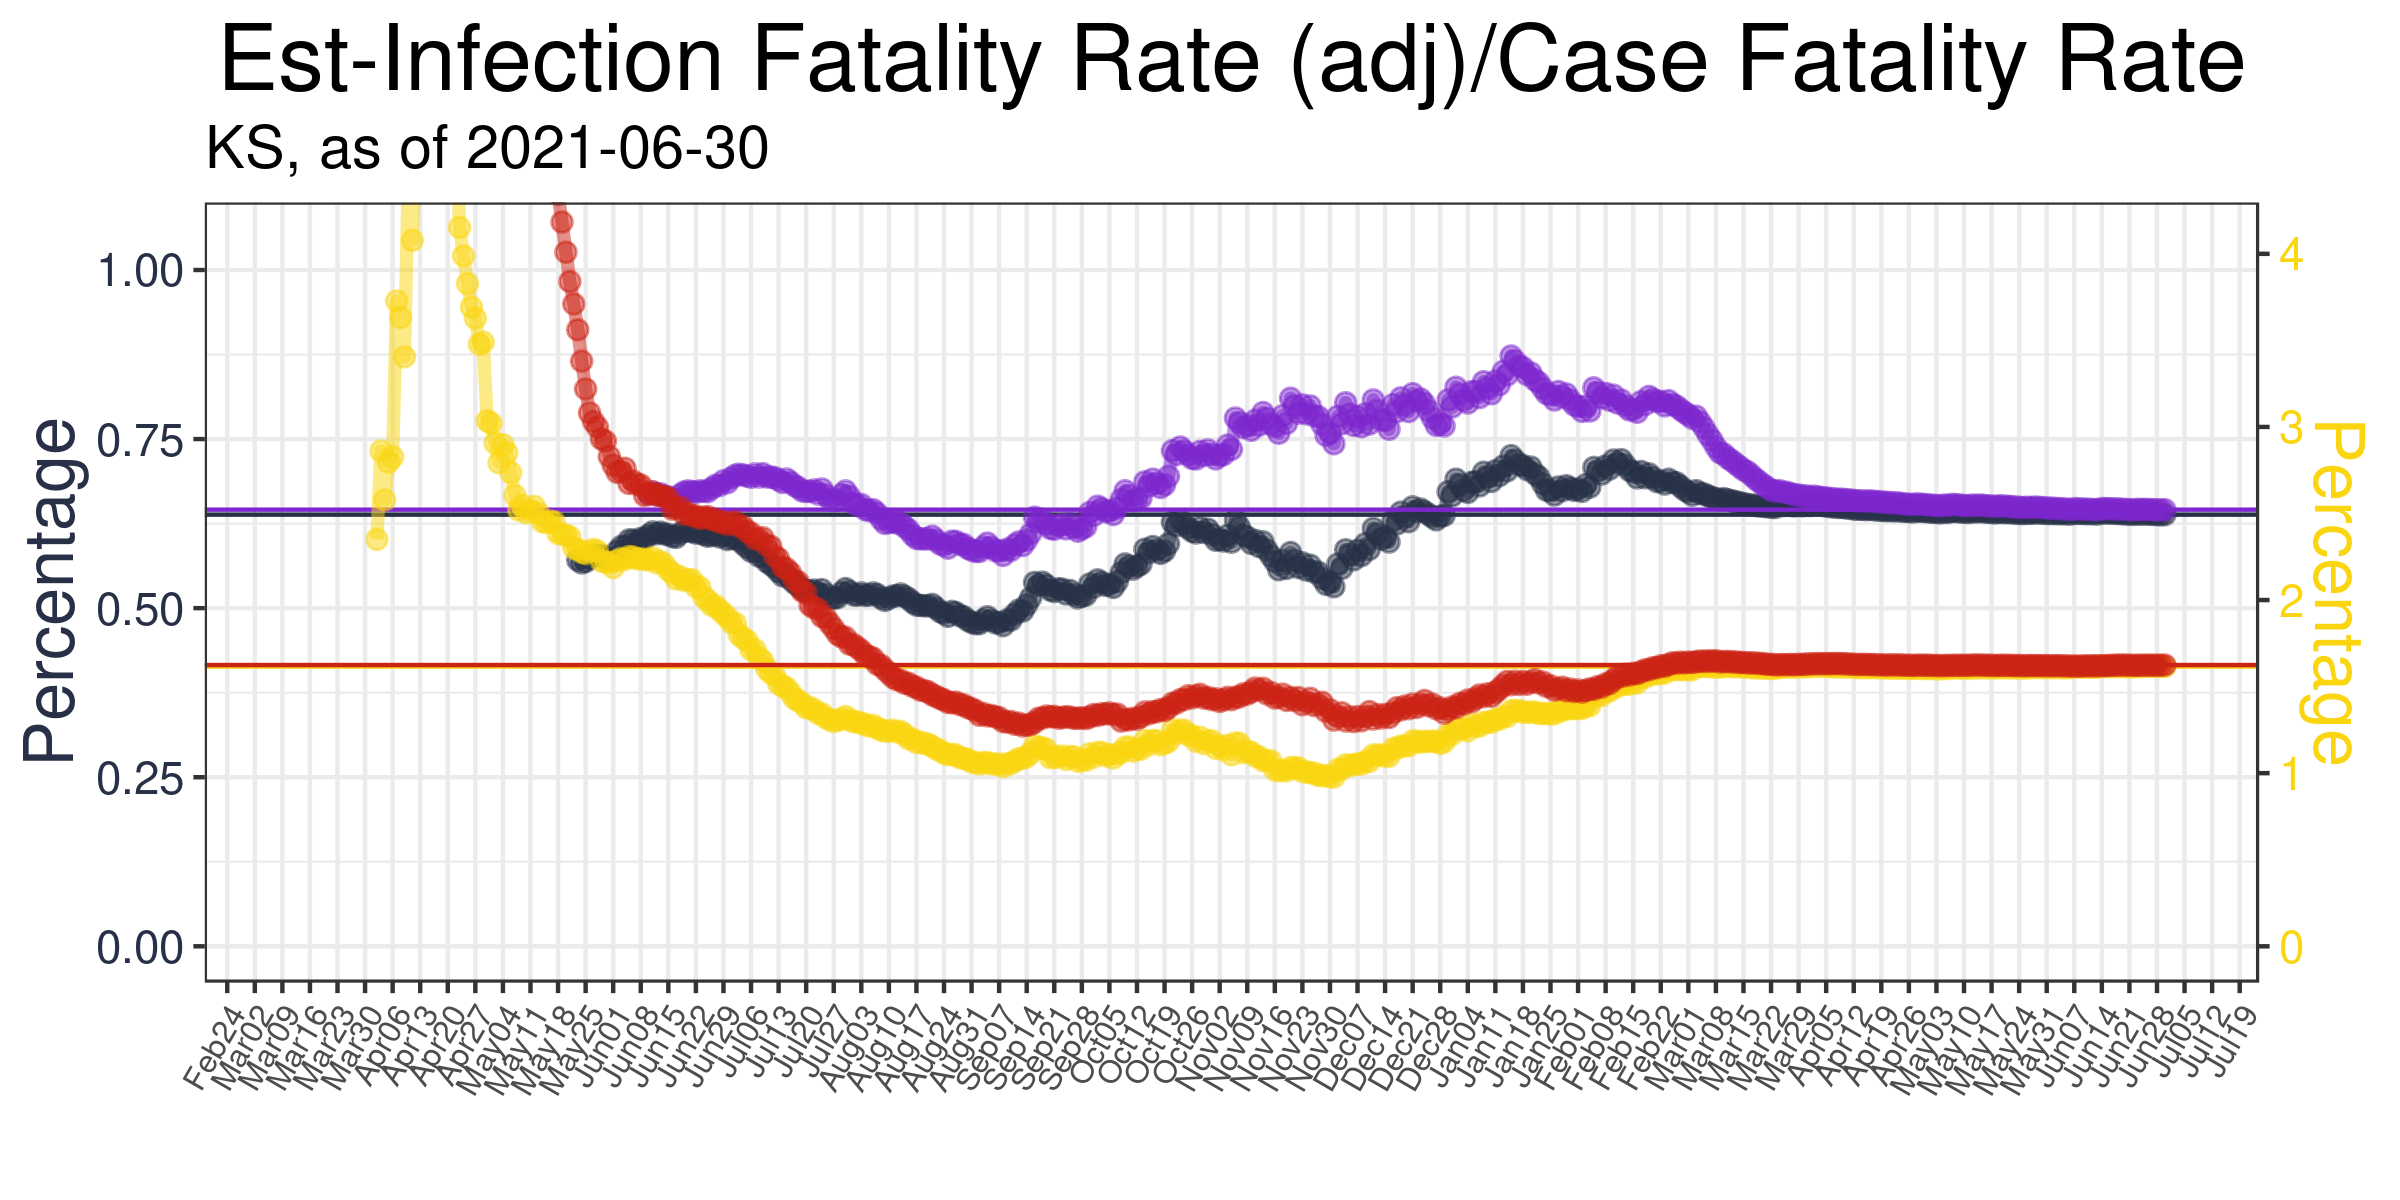 Est-Infection Fatality Rate (adj)/Case Fatality Rate
KS, as of 2021-06-30
Percentage
1.00
0.75
0.50
0.25
0.00
4
3
2
1
0
Percentage
Feb24
Mar02
Mar09
Mar16
Mar23
Mar30
Apr06
Apr13
Apr20
Apr27
May04
May11
May18
May25
Jun01
Jun08
Jun15
Jun22
Jun29
Jul06
Jul13
Jul20
Jul27
Aug03
Aug10
Aug17
Aug24
Aug31
Sep07
Sep14
Sep21
Sep28
Oct05
Oct12
Oct19
Oct26
Nov02
Nov09
Nov16
Nov23
Nov30
Dec07
Dec14
Dec21
Dec28
Jan04
Jan11
Jan18
Jan25
Feb01
Feb08
Feb15
Feb22
Mar01
Mar08
Mar15
Mar22
Mar29
Apr05
Apr12
Apr19
Apr26
May03
May10
May17
May24
May31
Jun07
Jun14
Jun21
Jun28
Jul05
Jul12
Jul19